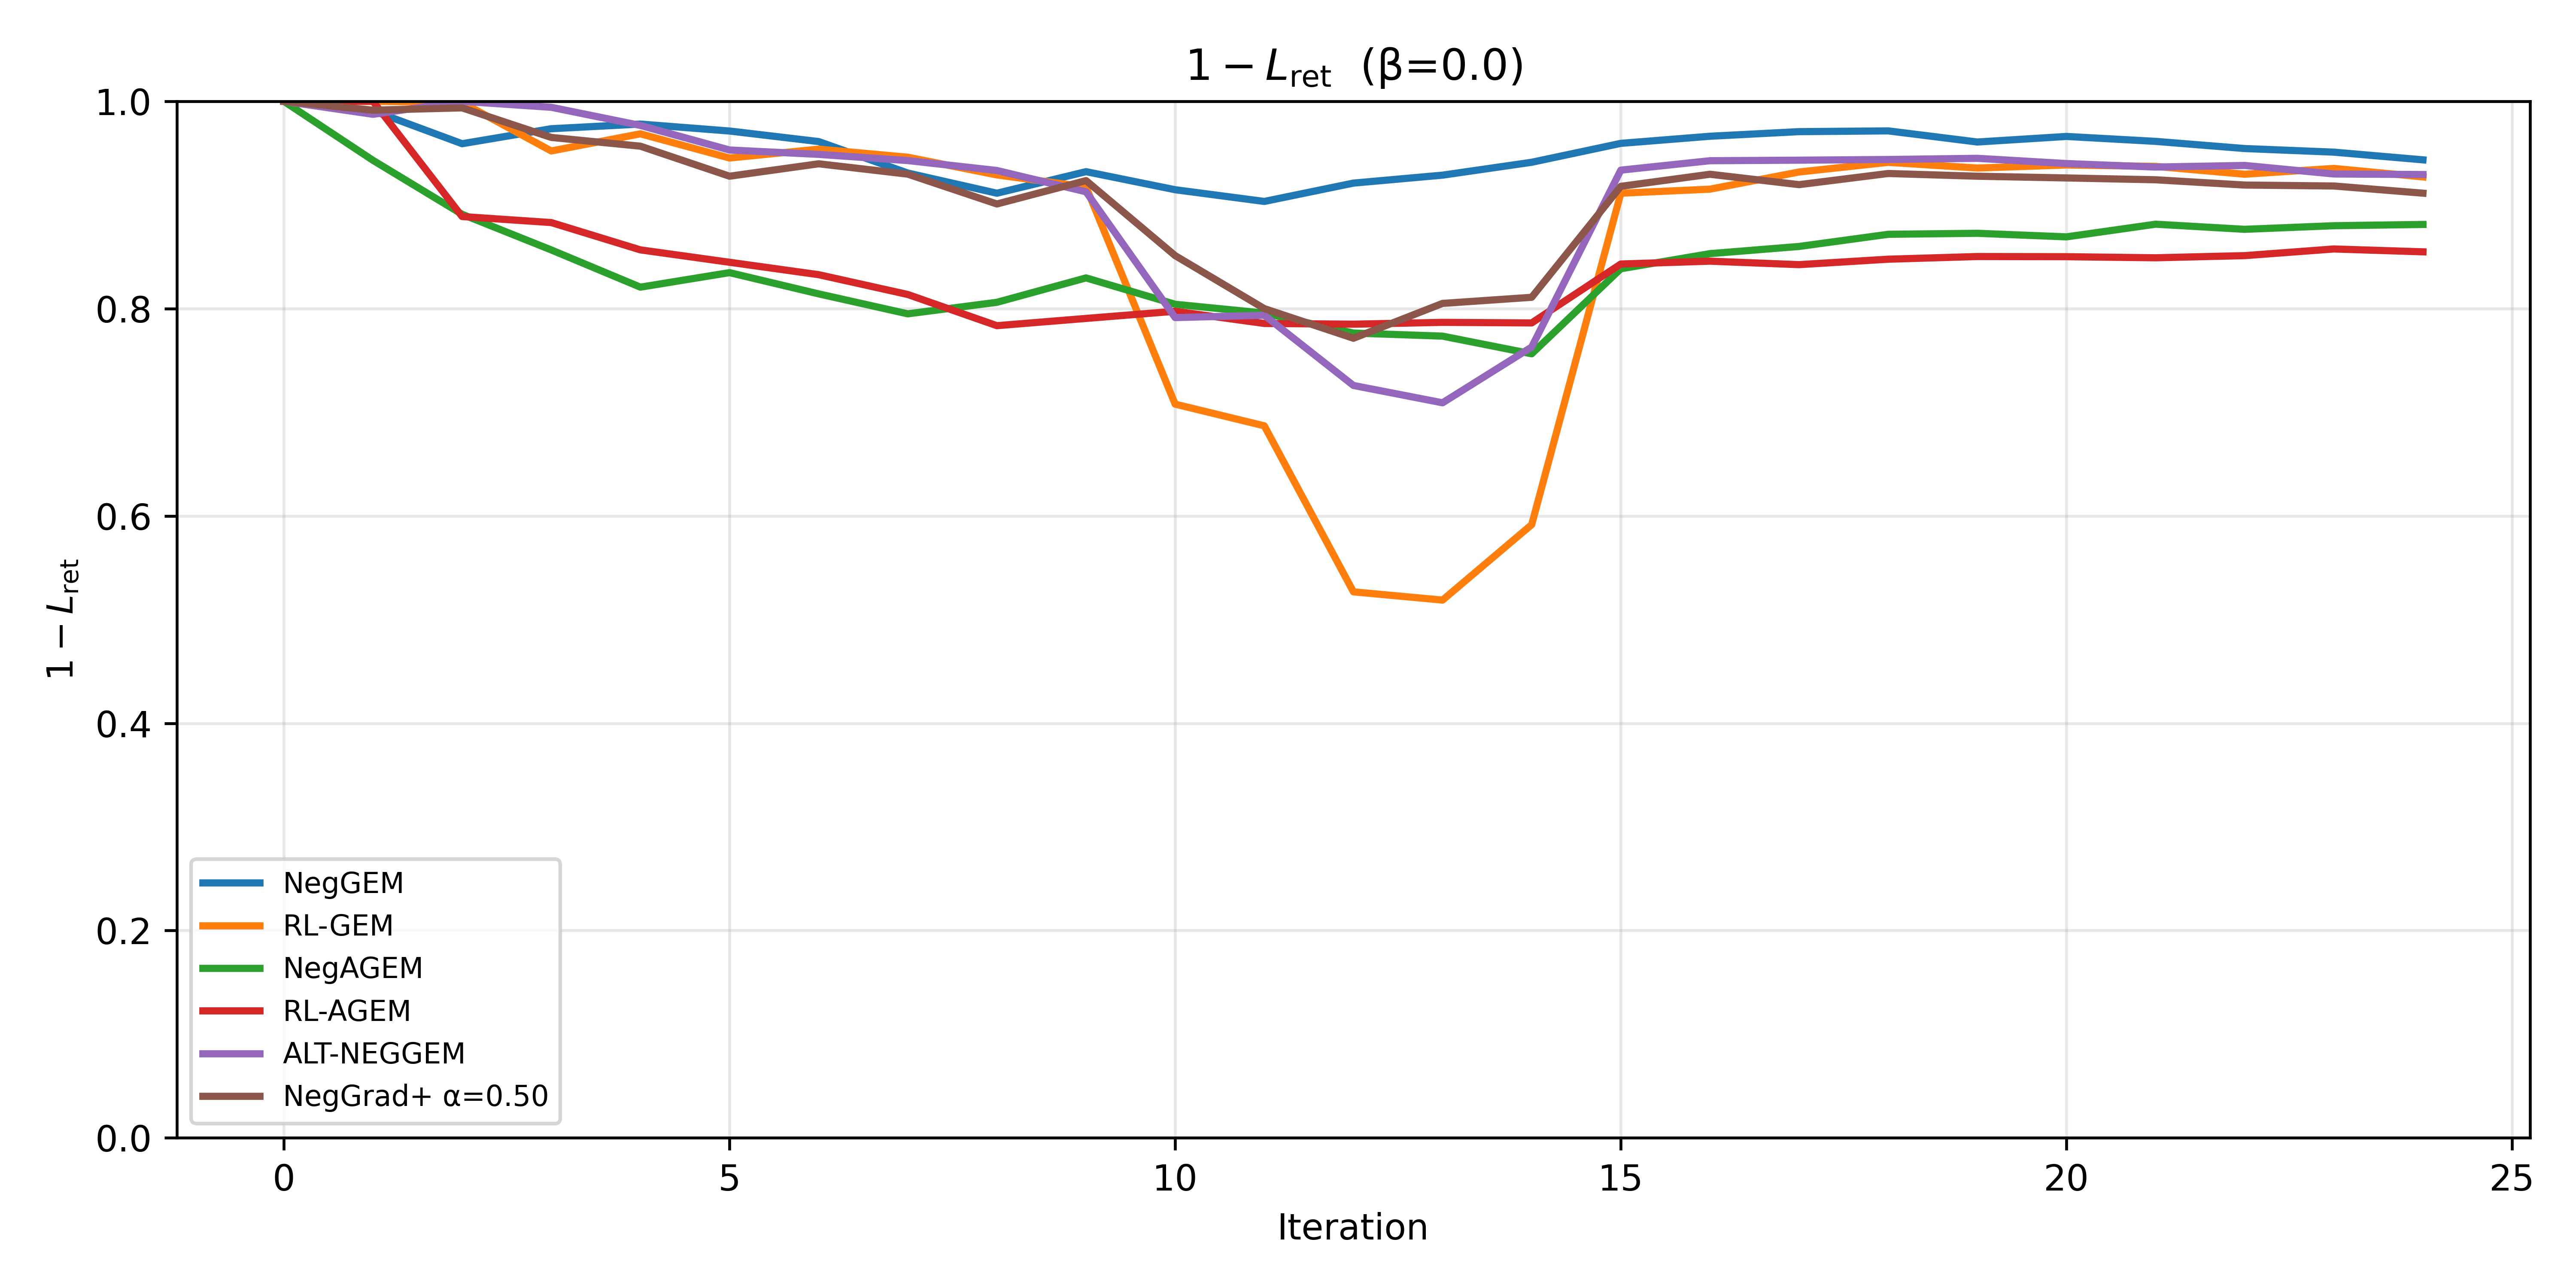 1 − L_ret (β=0.0)
1.0
0.8
0.6
0.4
0.2
0.0
1 − L_ret
NegGEM
RL-GEM
NegAGEM
RL-AGEM
ALT-NEGGEM
NegGrad+ α=0.50
0 5 10 15 20 25
Iteration